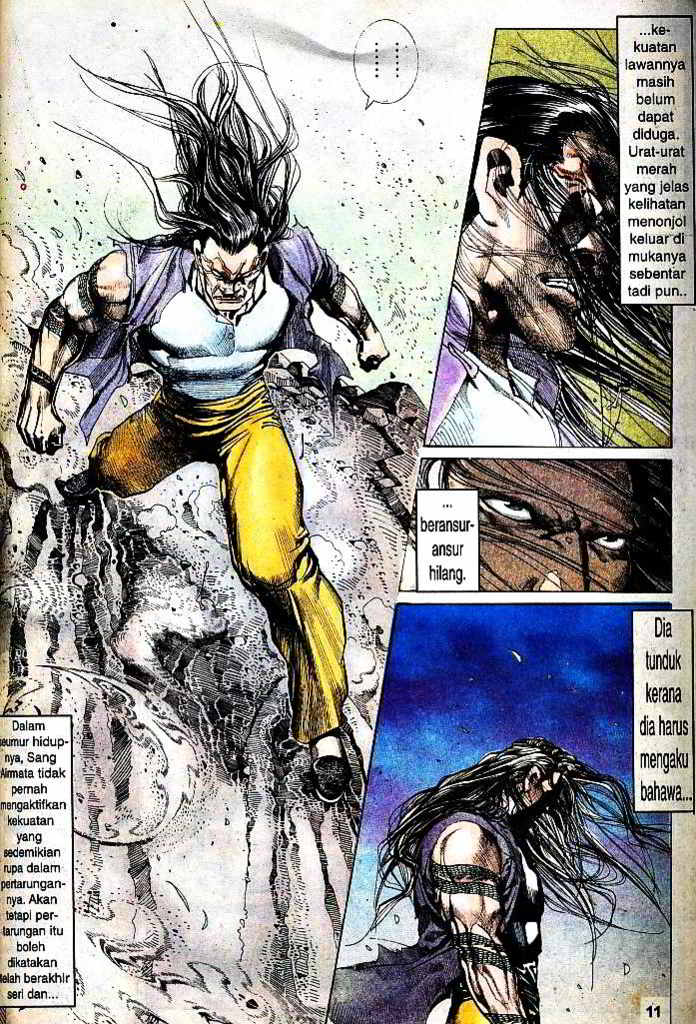 ......
Dalam
seumur hidup-
nya, Sang
Airmata tidak
pernah
mengaktifkan
kekuatan
yang
sedemikian
rupa dalam
pertarungan-
nya. Akan
tetapi per-
tarungan itu
boleh
dikatakan
telah berakhir
seri dan...
...ke-
kuatan
lawannya
masih
belum
dapat
diduga.
Urat-urat
merah
yang jelas
kelihatan
menonjol
keluar di
mukanya
sebentar
tadi pun..
...
beransur-
ansur
hilang.
Dia
tunduk
kerana
dia harus
mengaku
bahawa...
11